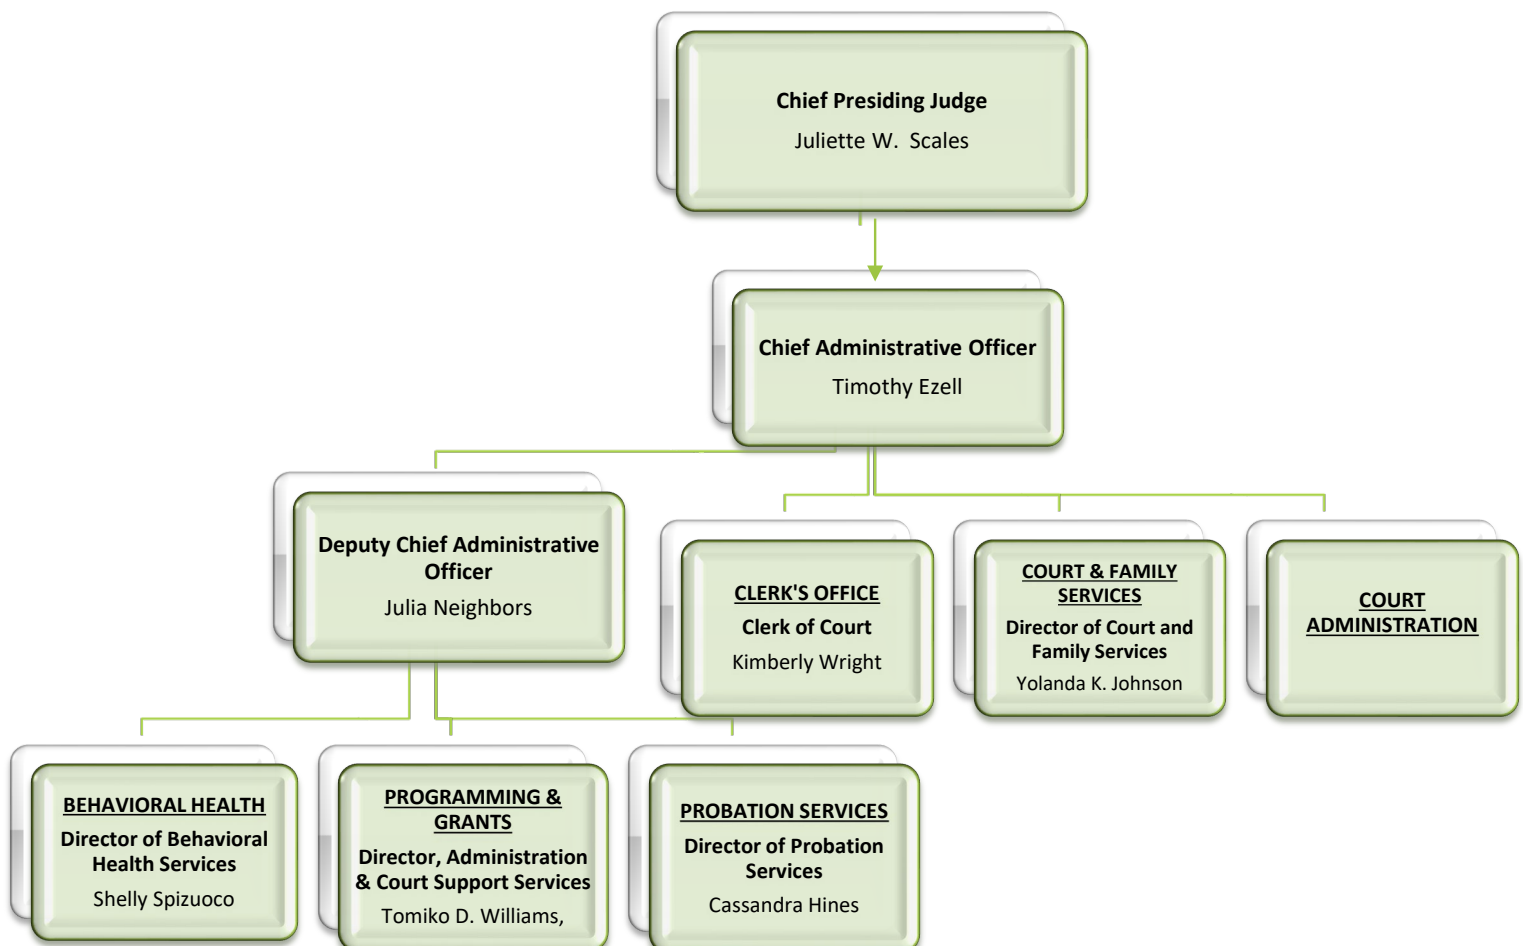 Chief Presiding Judge
Juliette W. Scales
Chief Administrative Officer
Timothy Ezell
Deputy Chief Administrative
Officer
Julia Neighbors
CLERK'S OFFICE
Clerk of Court
Kimberly Wright
COURT & FAMILY
SERVICES
Director of Court and
Family Services
Yolanda K. Johnson
COURT
ADMINISTRATION
BEHAVIORAL HEALTH
Director of Behavioral
Health Services
Shelly Spizuoco
PROGRAMMING &
GRANTS
Director, Administration
& Court Support Services
Tomiko D. Williams,
PROBATION SERVICES
Director of Probation
Services
Cassandra Hines